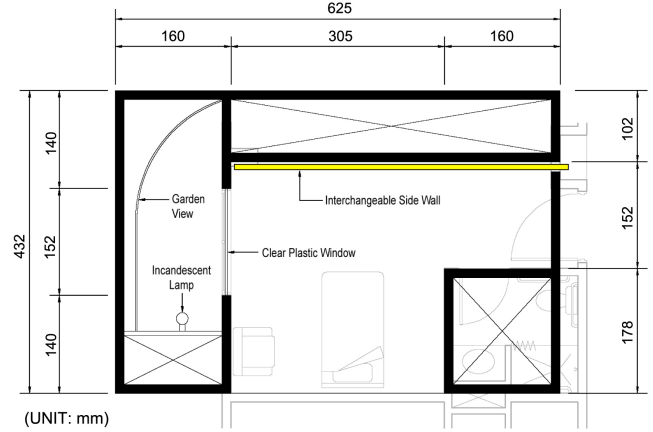 625
160
305
160
140
102
Garden
View
Interchangeable Side Wall
432
152
152
Clear Plastic Window
Incandescent
Lamp
140
178
(UNIT: mm)